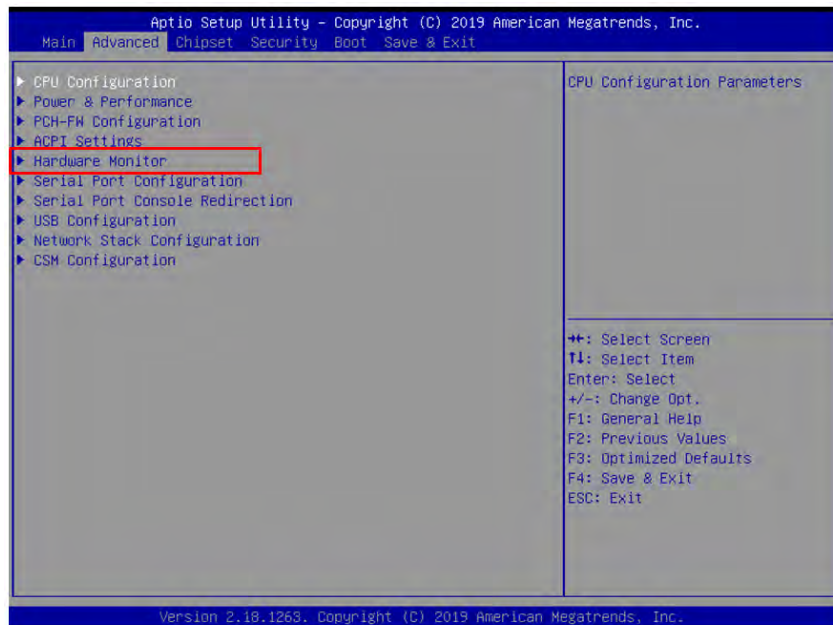 Aptio Setup Utility – Copyright (C) 2019 American Megatrends, Inc.
Main Advanced Chipset Security Boot Save & Exit
CPU Configuration
Power & Performance
PCH-FW Configuration
ACPI Settings
Hardware Monitor
Serial Port Configuration
Serial Port Console Redirection
USB Configuration
Network Stack Configuration
CSM Configuration
CPU Configuration Parameters
→←: Select Screen
↑↓: Select Item
Enter: Select
+/-: Change Opt.
F1: General Help
F2: Previous Values
F3: Optimized Defaults
F4: Save & Exit
ESC: Exit
Version 2.18.1263. Copyright (C) 2019 American Megatrends, Inc.